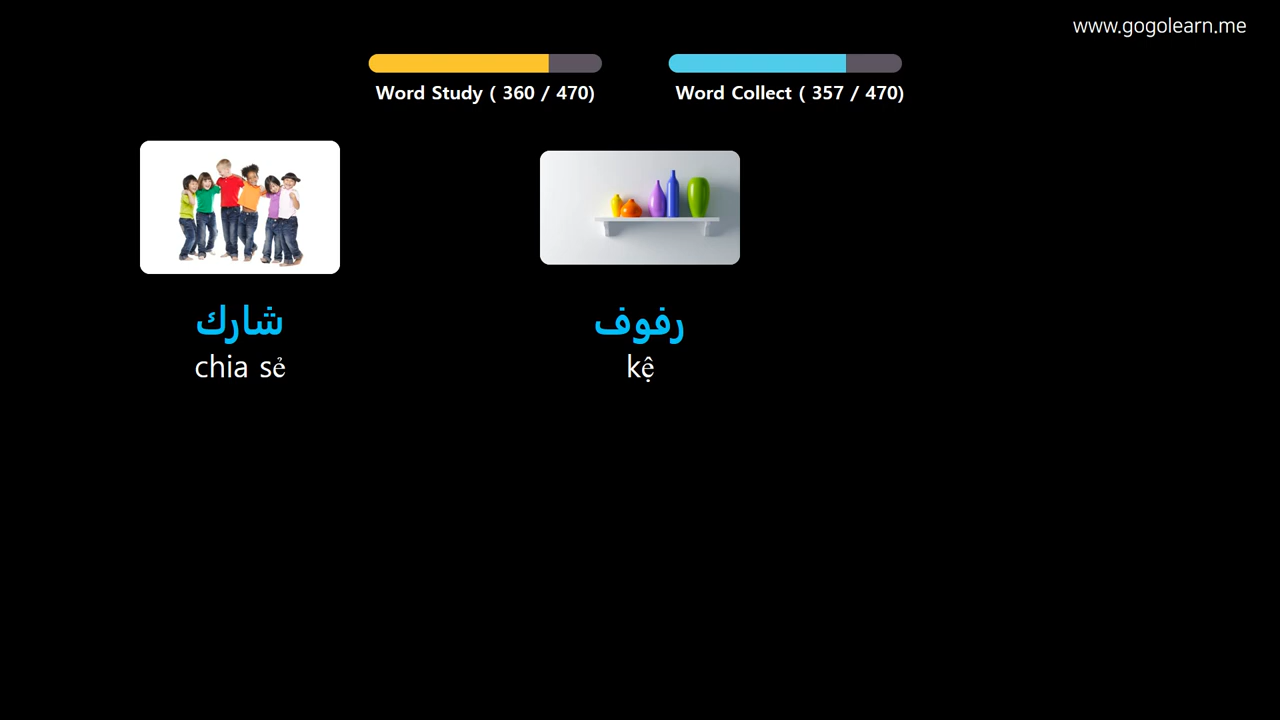 www.gogolearn.me
Word Study ( 360 / 470)
Word Collect ( 357 / 470)
شارك
chia sẻ
رفوف
kệ